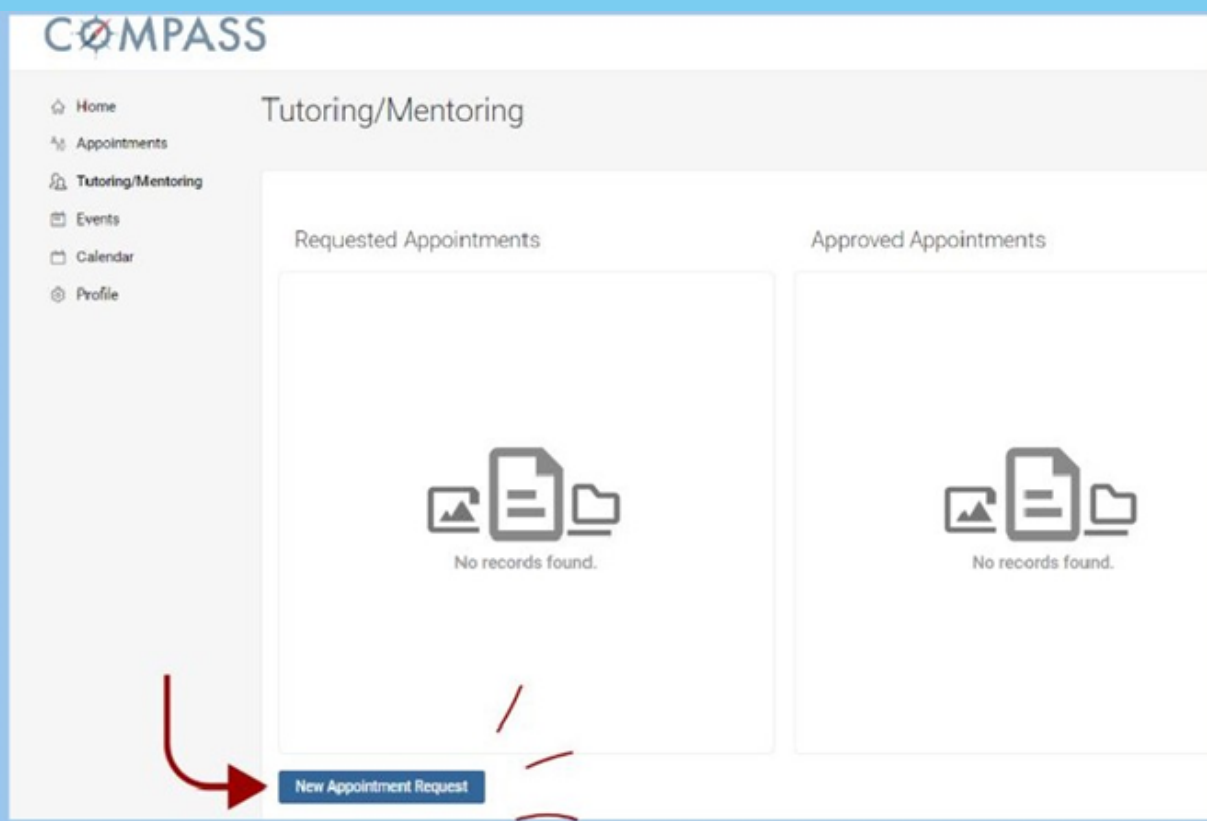 COMPASS
Home
Appointments
Tutoring/Mentoring
Events
Calendar
Profile
Tutoring/Mentoring
Requested Appointments
Approved Appointments
No records found.
No records found.
New Appointment Request